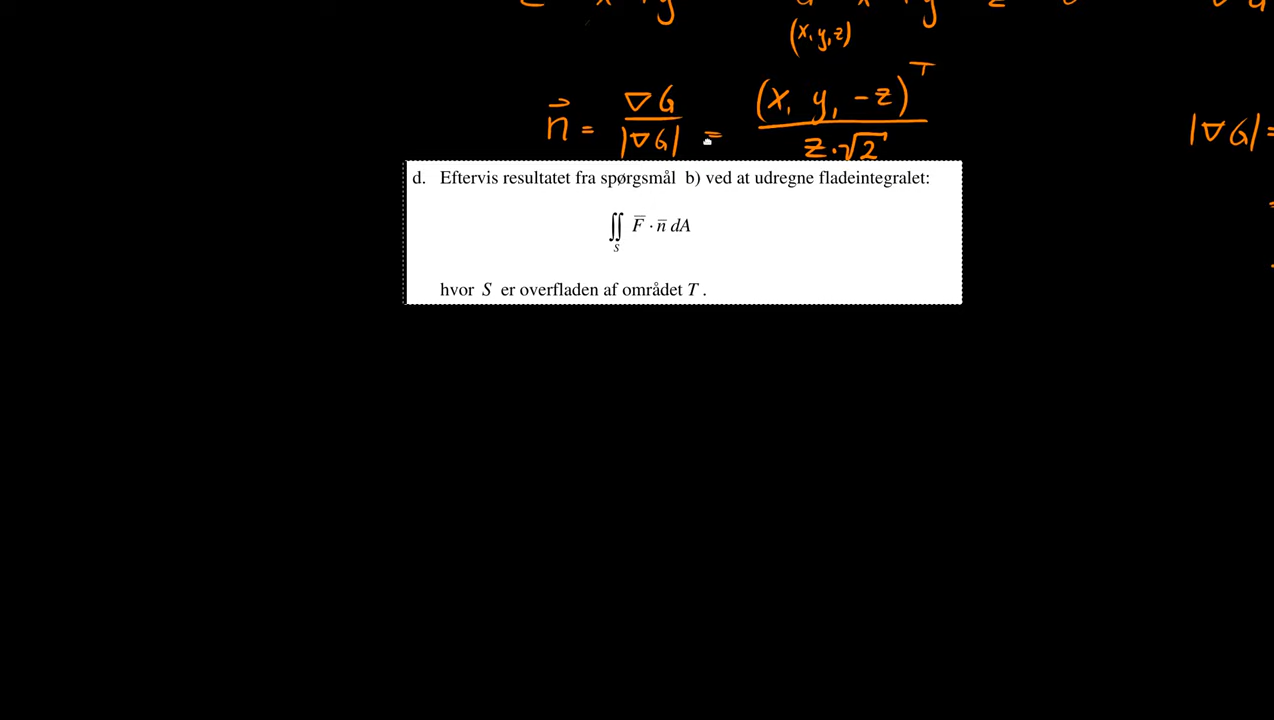 (x, y, z)
n⃗ = ∇G / |∇G| = (x, y, -z)ᵀ / z·√2
|∇G| =
d. Eftervis resultatet fra spørgsmål b) ved at udregne fladeintegralet:
∬_S F̅ · n̅ dA
hvor S er overfladen af området T .